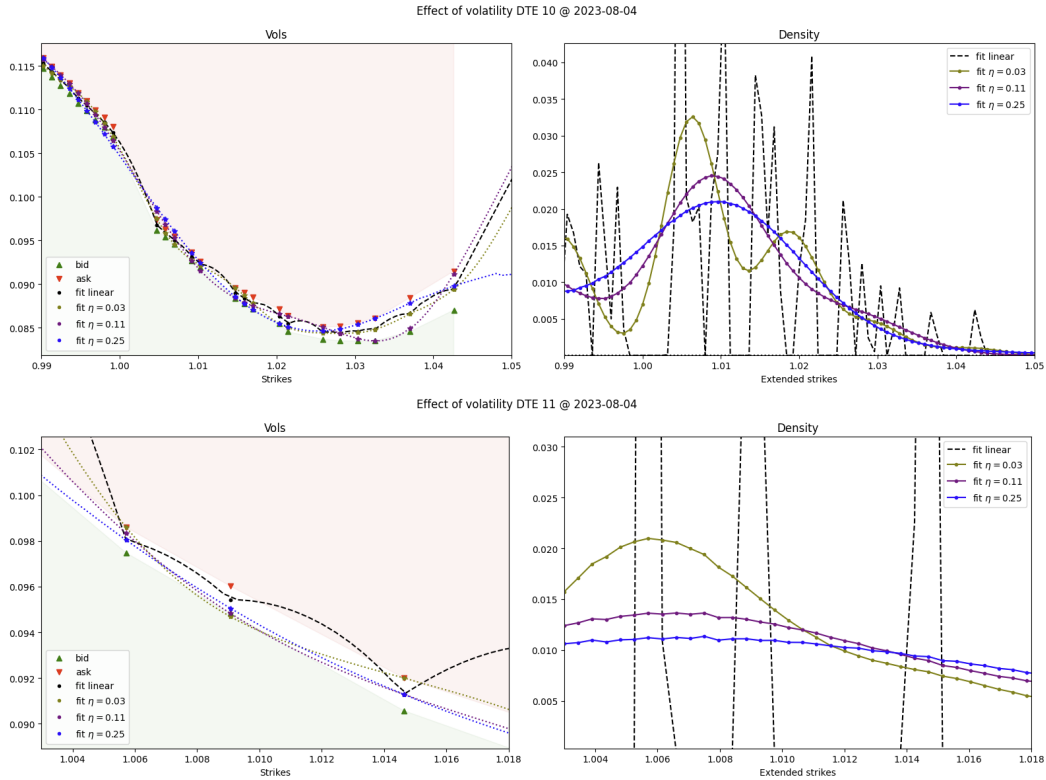 Effect of volatility DTE 10 @ 2023-08-04
Vols
0.115
0.110
0.105
0.100
0.095
0.090
0.085
bid
ask
fit linear
fit η = 0.03
fit η = 0.11
fit η = 0.25
0.99
1.00
1.01
1.02
1.03
1.04
1.05
Strikes
Density
0.040
0.035
0.030
0.025
0.020
0.015
0.010
0.005
fit linear
fit η = 0.03
fit η = 0.11
fit η = 0.25
0.99
1.00
1.01
1.02
1.03
1.04
1.05
Extended strikes
Effect of volatility DTE 11 @ 2023-08-04
Vols
0.102
0.100
0.098
0.096
0.094
0.092
0.090
bid
ask
fit linear
fit η = 0.03
fit η = 0.11
fit η = 0.25
1.004
1.006
1.008
1.010
1.012
1.014
1.016
1.018
Strikes
Density
0.030
0.025
0.020
0.015
0.010
0.005
fit linear
fit η = 0.03
fit η = 0.11
fit η = 0.25
1.004
1.006
1.008
1.010
1.012
1.014
1.016
1.018
Extended strikes